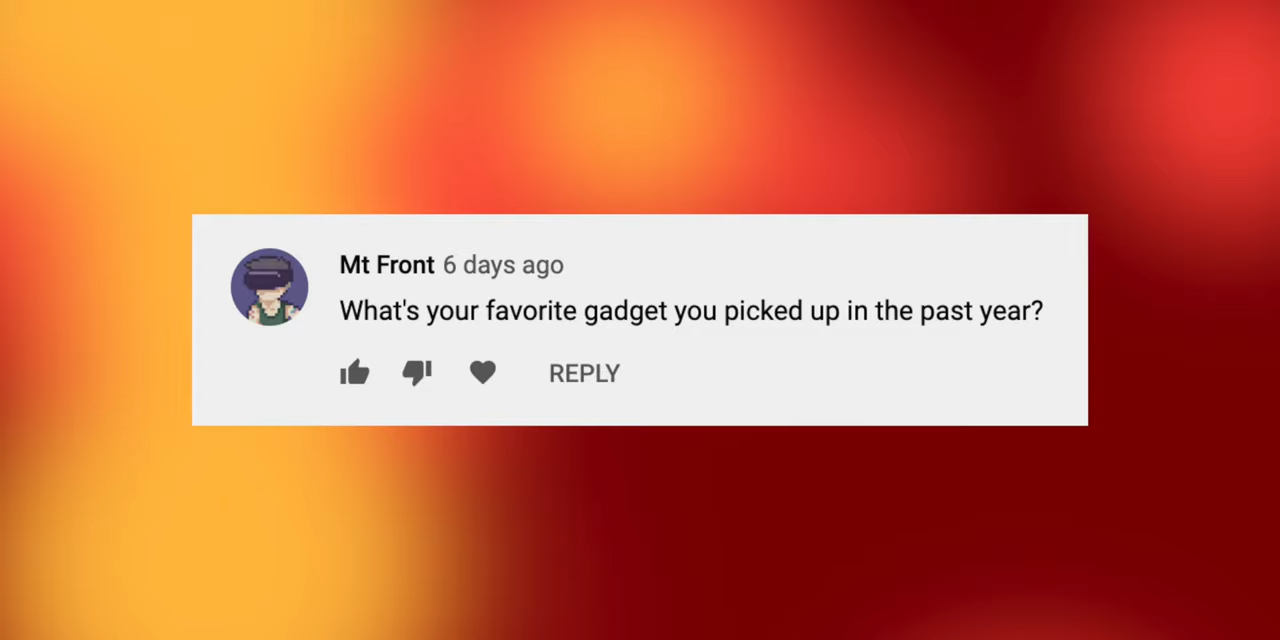 Mt Front 6 days ago
What's your favorite gadget you picked up in the past year?
REPLY